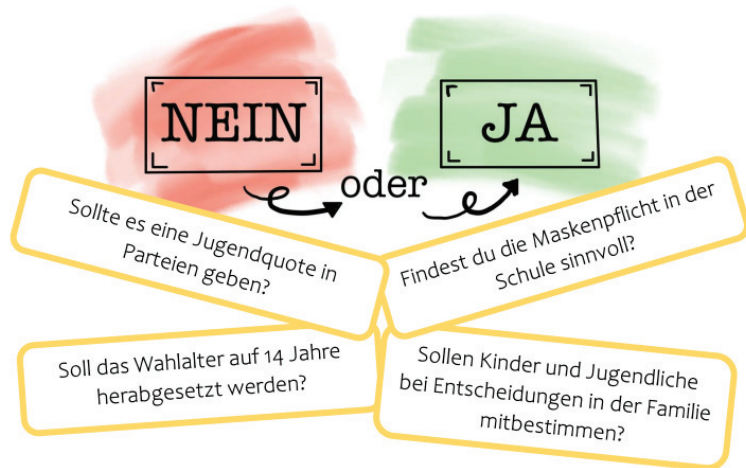 NEIN
JA
oder
Sollte es eine Jugendquote in
Parteien geben?
Findest du die Maskenpflicht in der
Schule sinnvoll?
Soll das Wahlalter auf 14 Jahre
herabgesetzt werden?
Sollen Kinder und Jugendliche
bei Entscheidungen in der Familie
mitbestimmen?